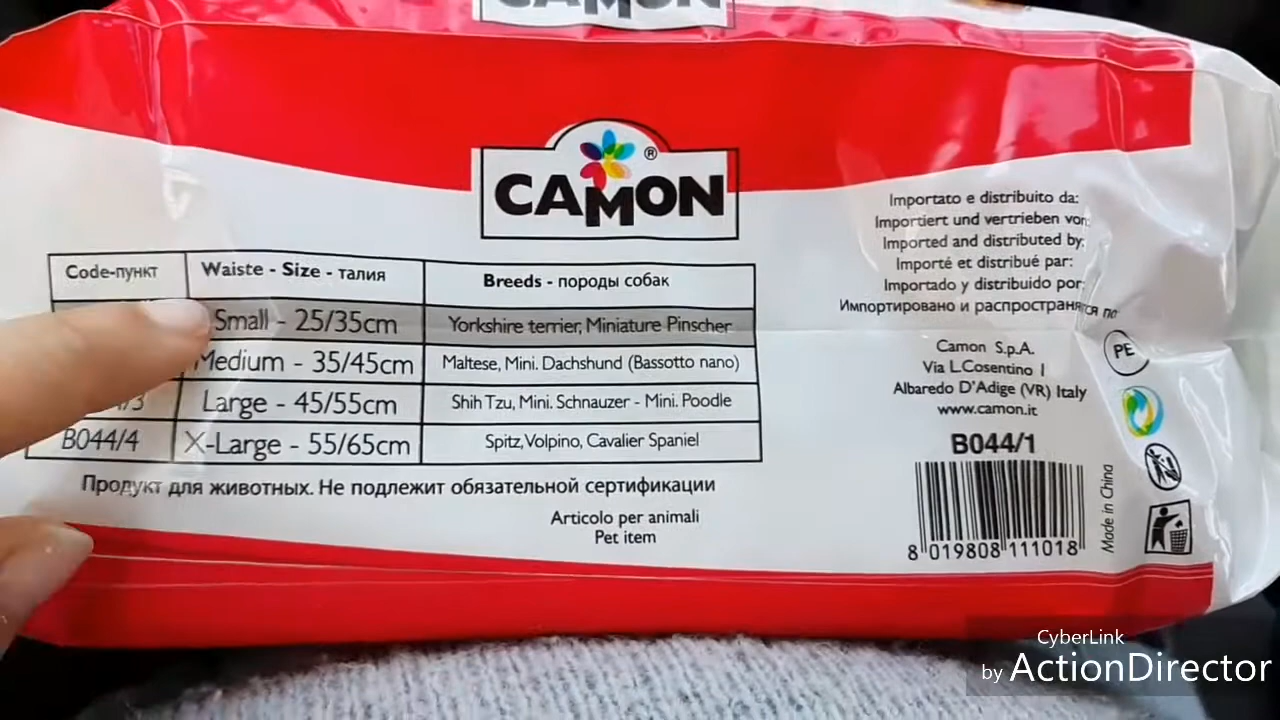 CAMON
CAMON
®
Code-пункт
Waiste - Size - талия
Breeds - породы собак
Small - 25/35cm
Yorkshire terrier, Miniature Pinscher
Medium - 35/45cm
Maltese, Mini. Dachshund (Bassotto nano)
Large - 45/55cm
Shih Tzu, Mini. Schnauzer - Mini. Poodle
B044/4
X-Large - 55/65cm
Spitz, Volpino, Cavalier Spaniel
Продукт для животных. Не подлежит обязательной сертификации
Articolo per animali
Pet item
Importato e distribuito da:
Importiert und vertrieben von:
Imported and distributed by:
Importé et distribué par:
Importado y distribuido por:
Импортировано и распространяется по
Camon S.p.A.
Via L.Cosentino 1
Albaredo D'Adige (VR) Italy
www.camon.it
B044/1
8 019808 111018
Made in China
PE
CyberLink
by ActionDirector